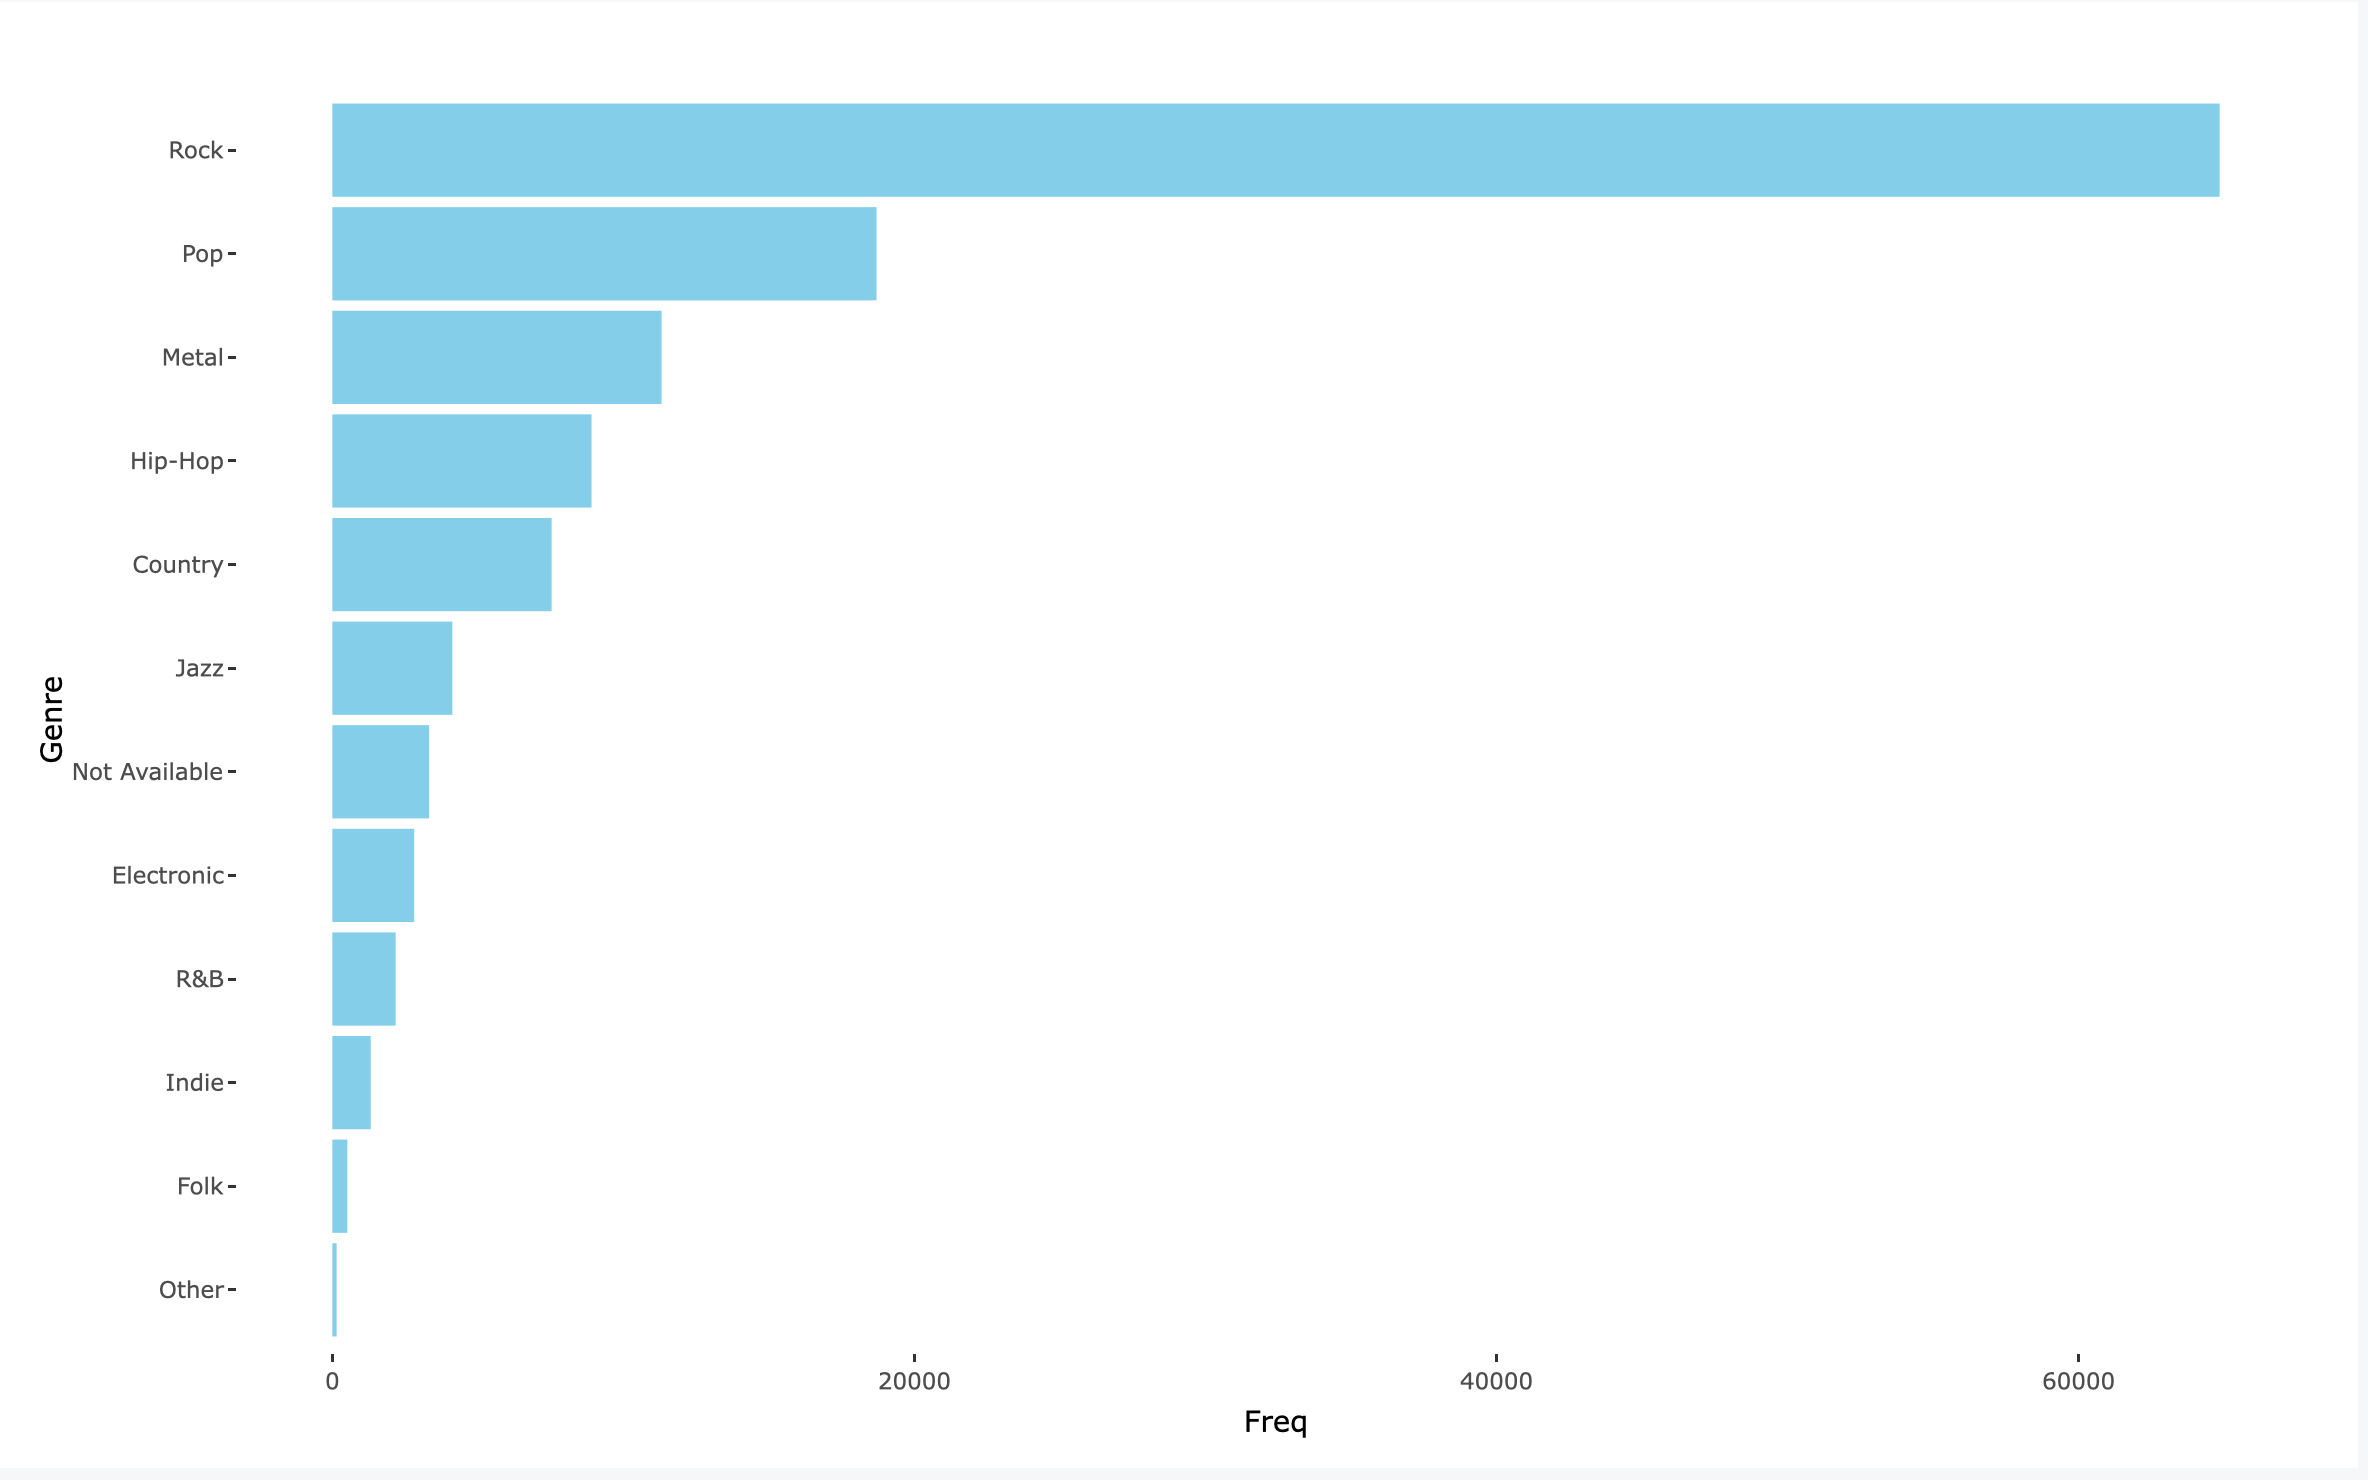 Rock
Pop
Metal
Hip-Hop
Country
Jazz
Genre
Not Available
Electronic
R&B
Indie
Folk
Other
0 20000 40000 60000
Freq